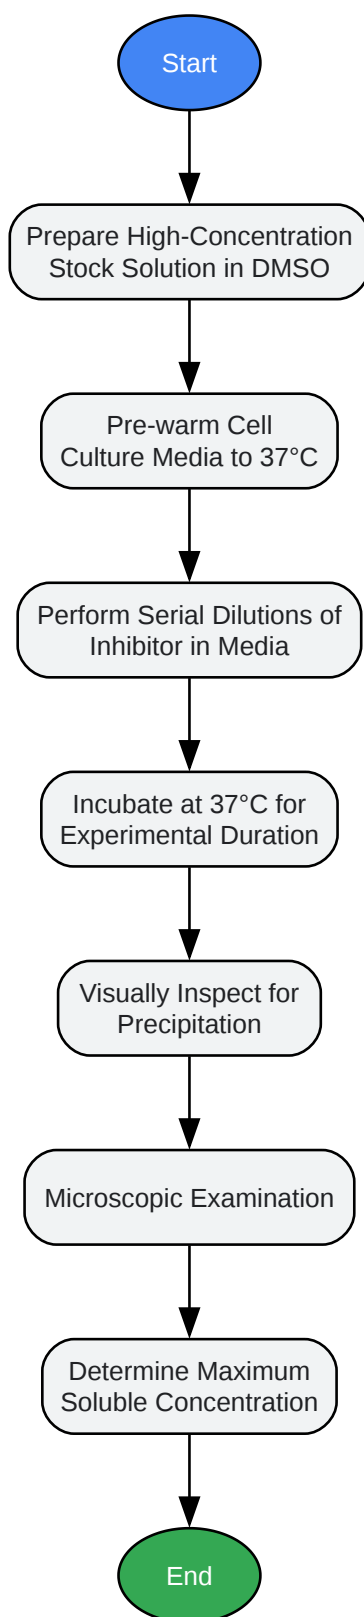 Start
Prepare High-Concentration
Stock Solution in DMSO
Pre-warm Cell
Culture Media to 37°C
Perform Serial Dilutions of
Inhibitor in Media
Incubate at 37°C for
Experimental Duration
Visually Inspect for
Precipitation
Microscopic Examination
Determine Maximum
Soluble Concentration
End